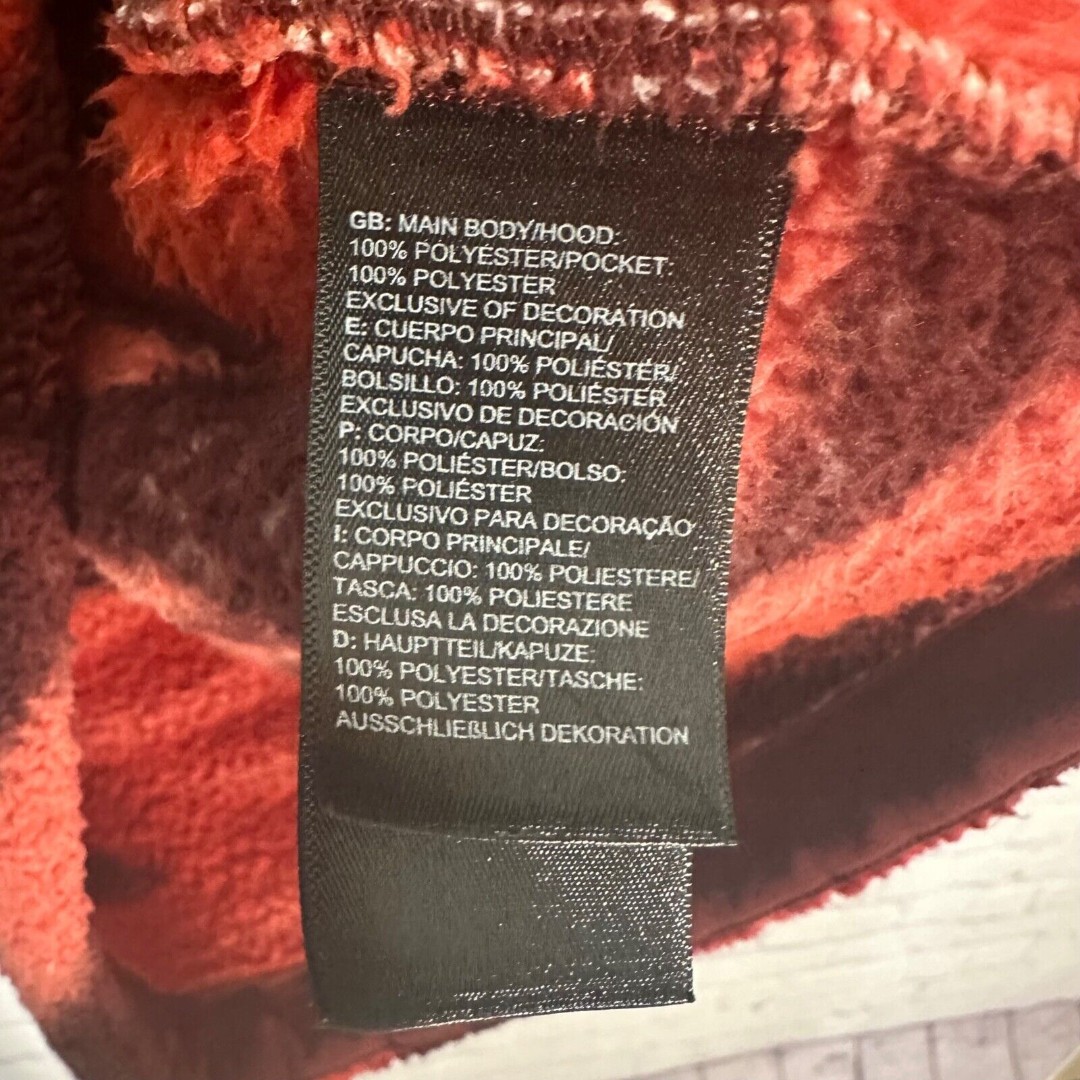 GB: MAIN BODY/HOOD:
100% POLYESTER/POCKET:
100% POLYESTER
EXCLUSIVE OF DECORATION
E: CUERPO PRINCIPAL/
CAPUCHA: 100% POLIÉSTER/
BOLSILLO: 100% POLIÉSTER
EXCLUSIVO DE DECORACIÓN
P: CORPO/CAPUZ:
100% POLIÉSTER/BOLSO:
100% POLIÉSTER
EXCLUSIVO PARA DECORAÇÃO
I: CORPO PRINCIPALE/
CAPPUCCIO: 100% POLIESTERE/
TASCA: 100% POLIESTERE
ESCLUSA LA DECORAZIONE
D: HAUPTTEIL/KAPUZE:
100% POLYESTER/TASCHE:
100% POLYESTER
AUSSCHLIEßLICH DEKORATION